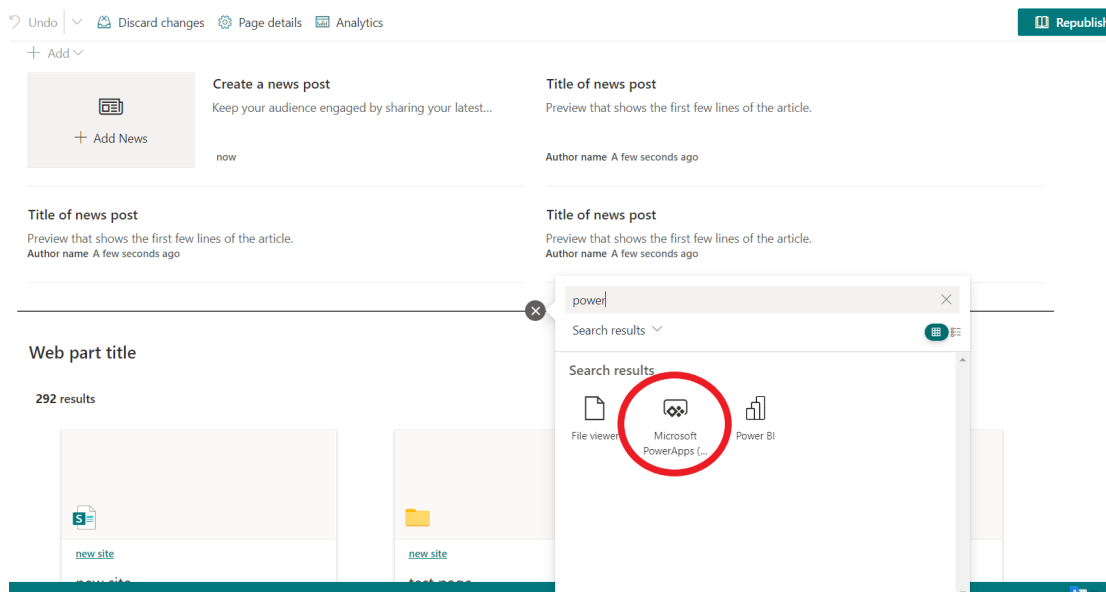 Undo
Discard changes
Page details
Analytics
Republish
Add
Create a news post
Keep your audience engaged by sharing your latest...
Add News
now
Title of news post
Preview that shows the first few lines of the article.
Author name A few seconds ago
Title of news post
Preview that shows the first few lines of the article.
Author name A few seconds ago
Title of news post
Preview that shows the first few lines of the article.
Author name A few seconds ago
power
Search results
Search results
File viewer
Microsoft
PowerApps (...
Power BI
Web part title
292 results
new site
new site
new site
test page